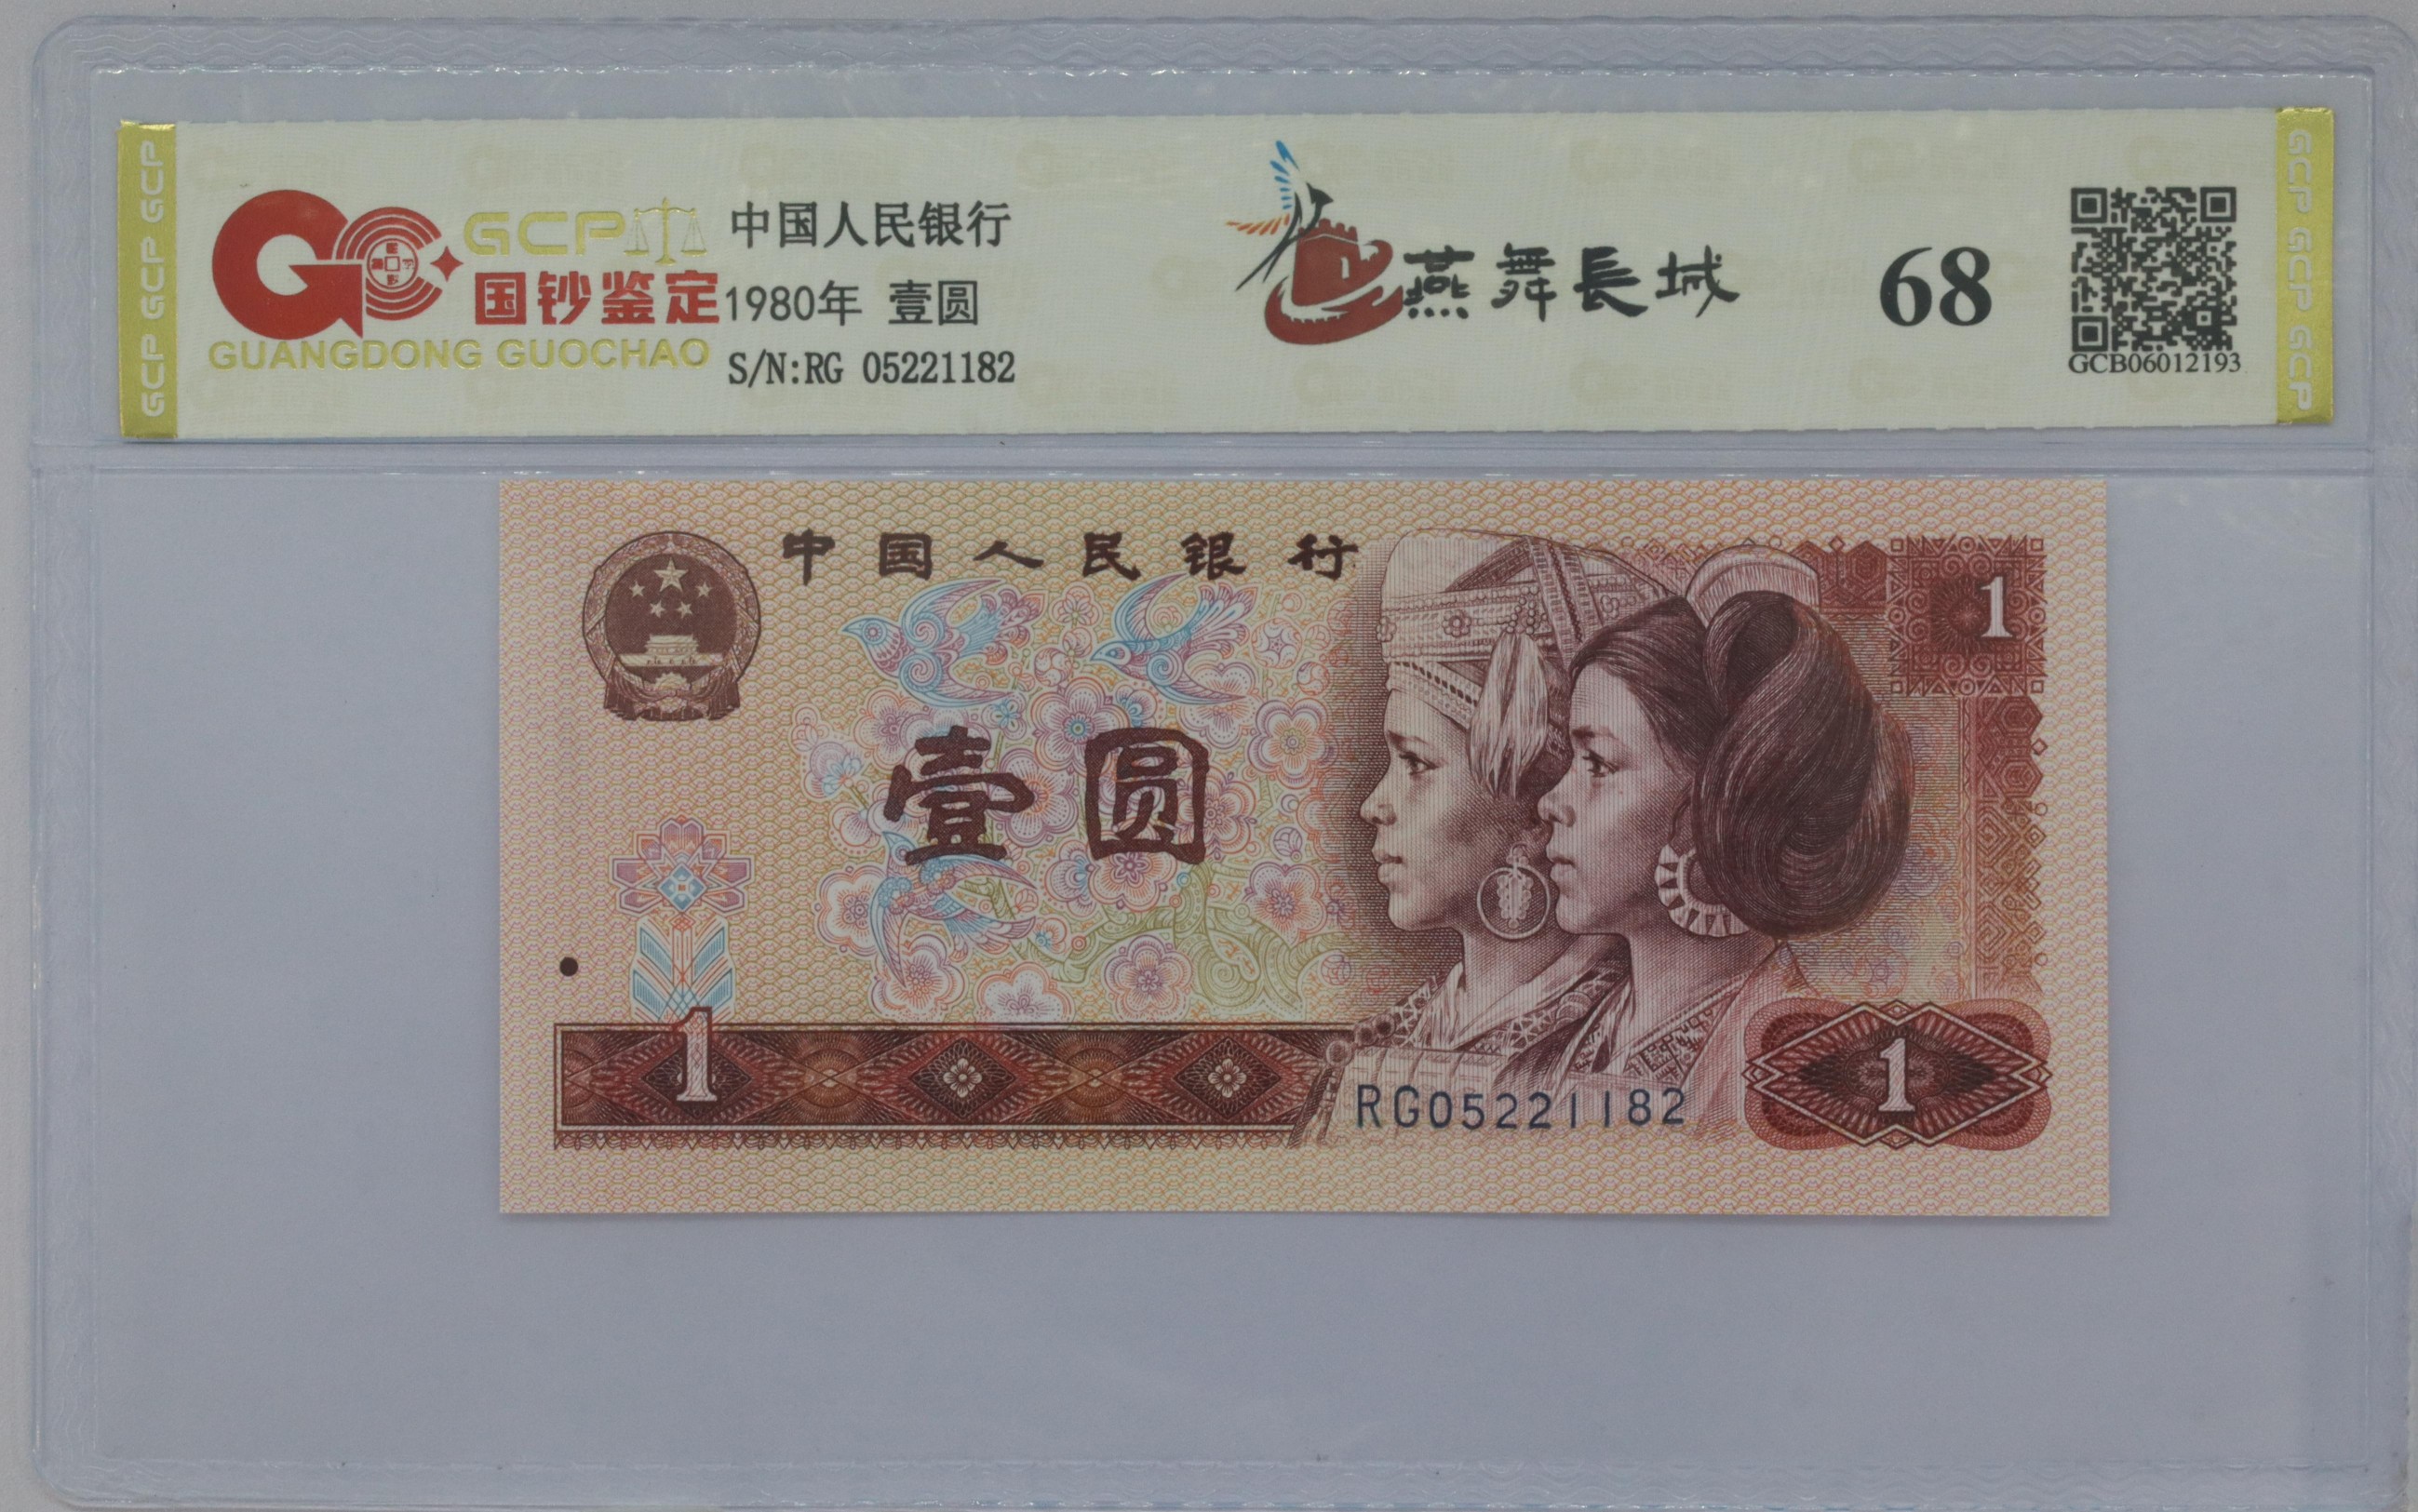 GCP GCP GCP
GCP
国钞鉴定
GUANGDONG GUOCHAO
中国人民银行
1980年 壹圆
S/N:RG 05221182
燕舞長城
68
GCB06012193
GCP GCP GCP
中国人民银行
1
壹圆
1
RG05221182
1